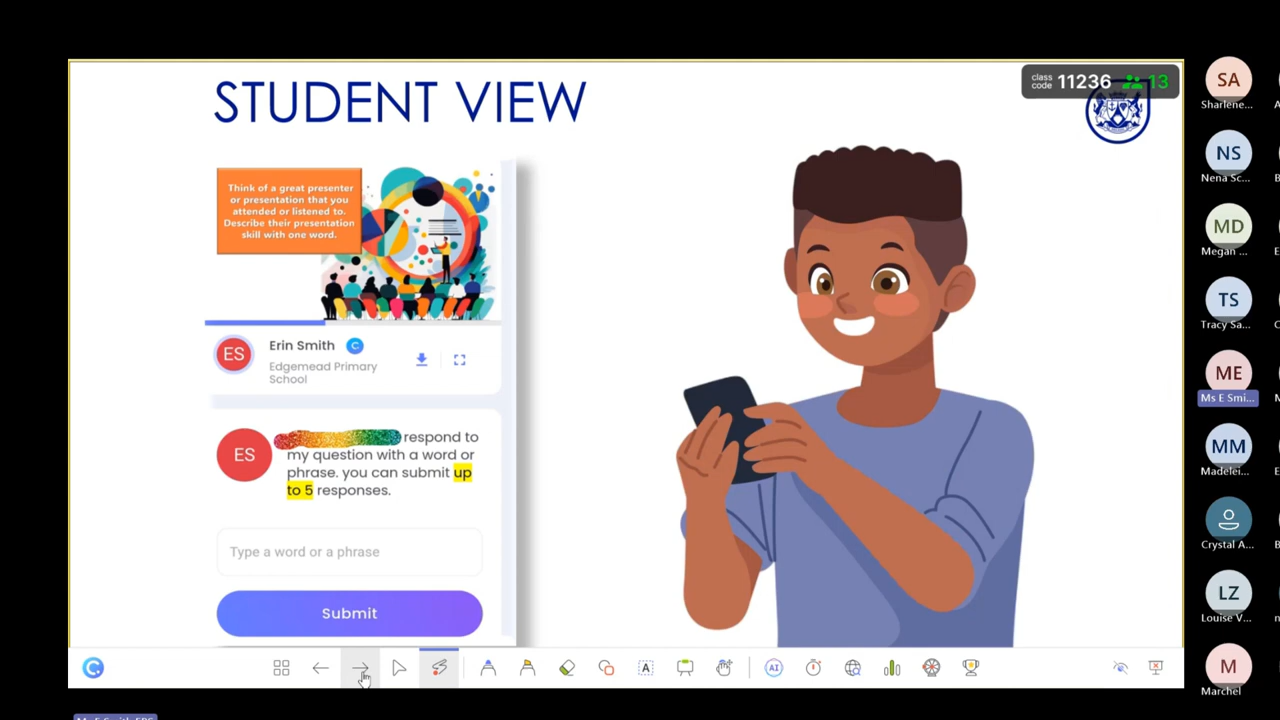 STUDENT VIEW
class
code
11236
13
Think of a great presenter
or presentation that you
attended or listened to.
Describe their presentation
skill with one word.
ES
Erin Smith
Edgemead Primary
School
ES
respond to
my question with a word or
phrase. you can submit up
to 5 responses.
Type a word or a phrase
Submit
A
AI
SA
Sharlene...
NS
Nena Sc...
MD
Megan ...
TS
Tracy Sa...
ME
Ms E Smi...
MM
Madelei...
Crystal A...
LZ
Louise V...
M
Marchel